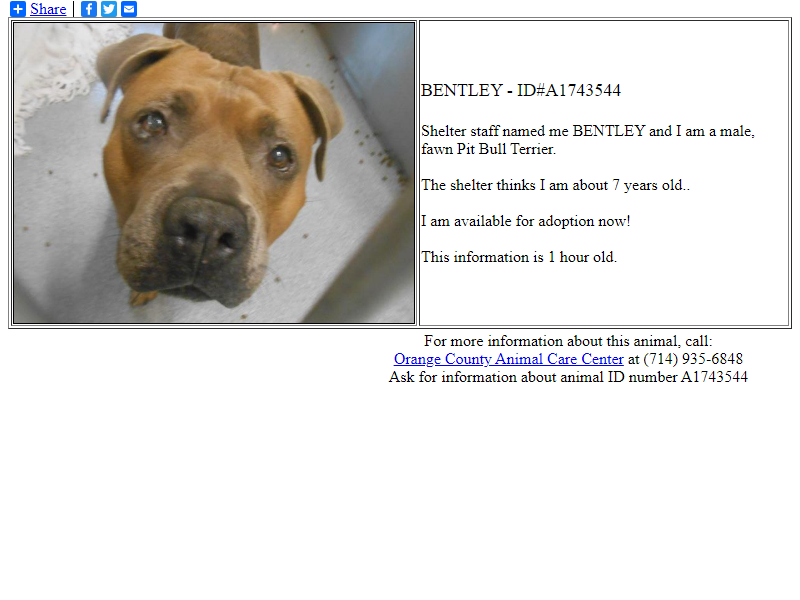 Share
BENTLEY - ID#A1743544
Shelter staff named me BENTLEY and I am a male,
fawn Pit Bull Terrier.
The shelter thinks I am about 7 years old..
I am available for adoption now!
This information is 1 hour old.
For more information about this animal, call:
Orange County Animal Care Center at (714) 935-6848
Ask for information about animal ID number A1743544